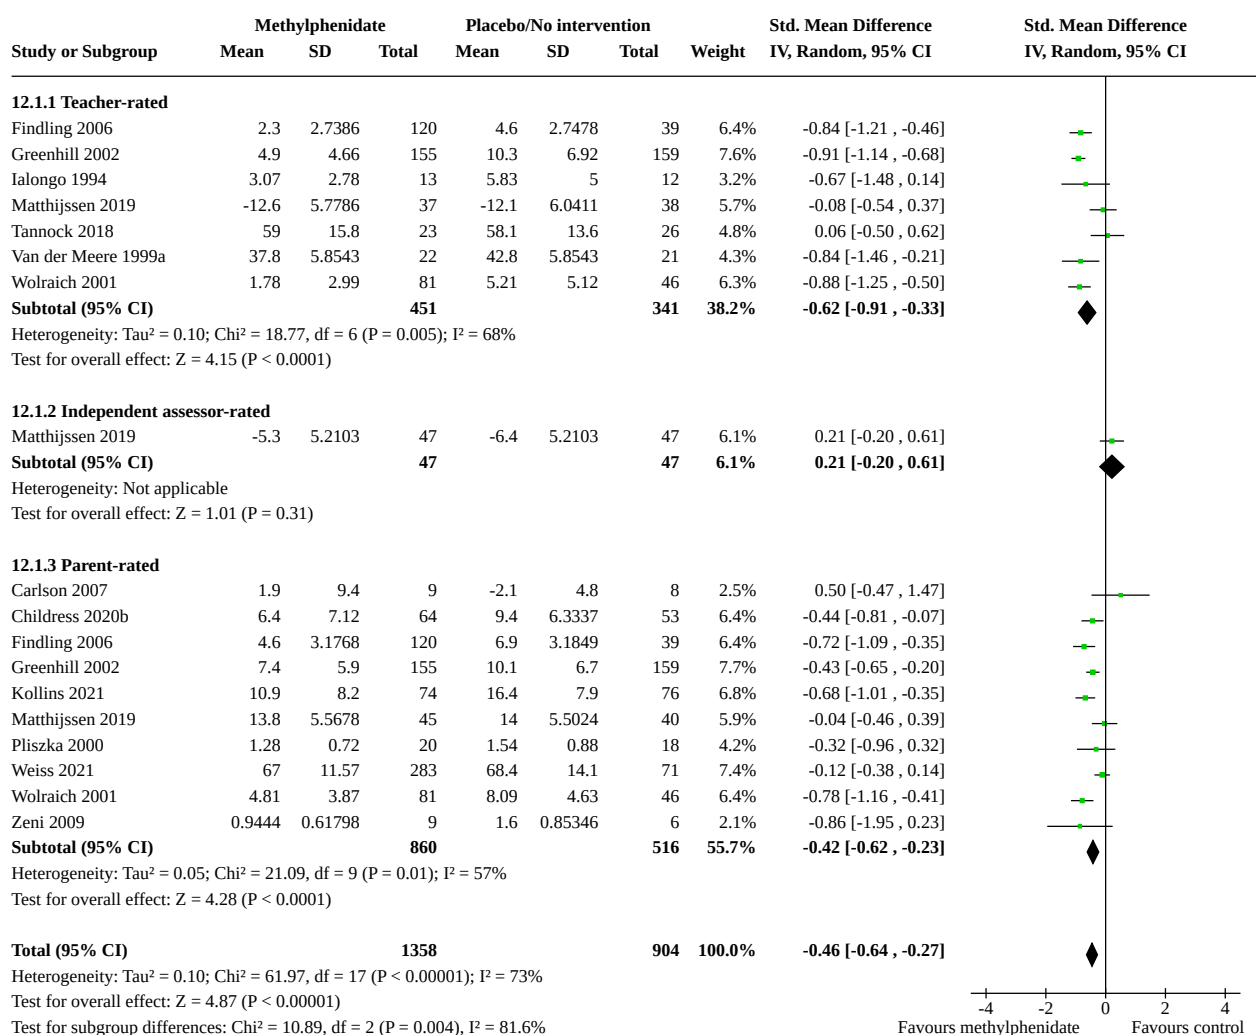 Methylphenidate Placebo/No intervention Std. Mean Difference Std. Mean Difference
Study or Subgroup Mean SD Total Mean SD Total Weight IV, Random, 95% CI IV, Random, 95% CI
12.1.1 Teacher-rated
Findling 2006 2.3 2.7386 120 4.6 2.7478 39 6.4% -0.84 [-1.21 , -0.46]
Greenhill 2002 4.9 4.66 155 10.3 6.92 159 7.6% -0.91 [-1.14 , -0.68]
Ialongo 1994 3.07 2.78 13 5.83 5 12 3.2% -0.67 [-1.48 , 0.14]
Matthijssen 2019 -12.6 5.7786 37 -12.1 6.0411 38 5.7% -0.08 [-0.54 , 0.37]
Tannock 2018 59 15.8 23 58.1 13.6 26 4.8% 0.06 [-0.50 , 0.62]
Van der Meere 1999a 37.8 5.8543 22 42.8 5.8543 21 4.3% -0.84 [-1.46 , -0.21]
Wolraich 2001 1.78 2.99 81 5.21 5.12 46 6.3% -0.88 [-1.25 , -0.50]
Subtotal (95% CI) 451 341 38.2% -0.62 [-0.91 , -0.33]
Heterogeneity: Tau² = 0.10; Chi² = 18.77, df = 6 (P = 0.005); I² = 68%
Test for overall effect: Z = 4.15 (P < 0.0001)
12.1.2 Independent assessor-rated
Matthijssen 2019 -5.3 5.2103 47 -6.4 5.2103 47 6.1% 0.21 [-0.20 , 0.61]
Subtotal (95% CI) 47 47 6.1% 0.21 [-0.20 , 0.61]
Heterogeneity: Not applicable
Test for overall effect: Z = 1.01 (P = 0.31)
12.1.3 Parent-rated
Carlson 2007 1.9 9.4 9 -2.1 4.8 8 2.5% 0.50 [-0.47 , 1.47]
Childress 2020b 6.4 7.12 64 9.4 6.3337 53 6.4% -0.44 [-0.81 , -0.07]
Findling 2006 4.6 3.1768 120 6.9 3.1849 39 6.4% -0.72 [-1.09 , -0.35]
Greenhill 2002 7.4 5.9 155 10.1 6.7 159 7.7% -0.43 [-0.65 , -0.20]
Kollins 2021 10.9 8.2 74 16.4 7.9 76 6.8% -0.68 [-1.01 , -0.35]
Matthijssen 2019 13.8 5.5678 45 14 5.5024 40 5.9% -0.04 [-0.46 , 0.39]
Pliszka 2000 1.28 0.72 20 1.54 0.88 18 4.2% -0.32 [-0.96 , 0.32]
Weiss 2021 67 11.57 283 68.4 14.1 71 7.4% -0.12 [-0.38 , 0.14]
Wolraich 2001 4.81 3.87 81 8.09 4.63 46 6.4% -0.78 [-1.16 , -0.41]
Zeni 2009 0.9444 0.61798 9 1.6 0.85346 6 2.1% -0.86 [-1.95 , 0.23]
Subtotal (95% CI) 860 516 55.7% -0.42 [-0.62 , -0.23]
Heterogeneity: Tau² = 0.05; Chi² = 21.09, df = 9 (P = 0.01); I² = 57%
Test for overall effect: Z = 4.28 (P < 0.0001)
Total (95% CI) 1358 904 100.0% -0.46 [-0.64 , -0.27]
Heterogeneity: Tau² = 0.10; Chi² = 61.97, df = 17 (P < 0.00001); I² = 73%
Test for overall effect: Z = 4.87 (P < 0.00001)
Test for subgroup differences: Chi² = 10.89, df = 2 (P = 0.004), I² = 81.6%
-4 -2 0 2 4
Favours methylphenidate Favours control